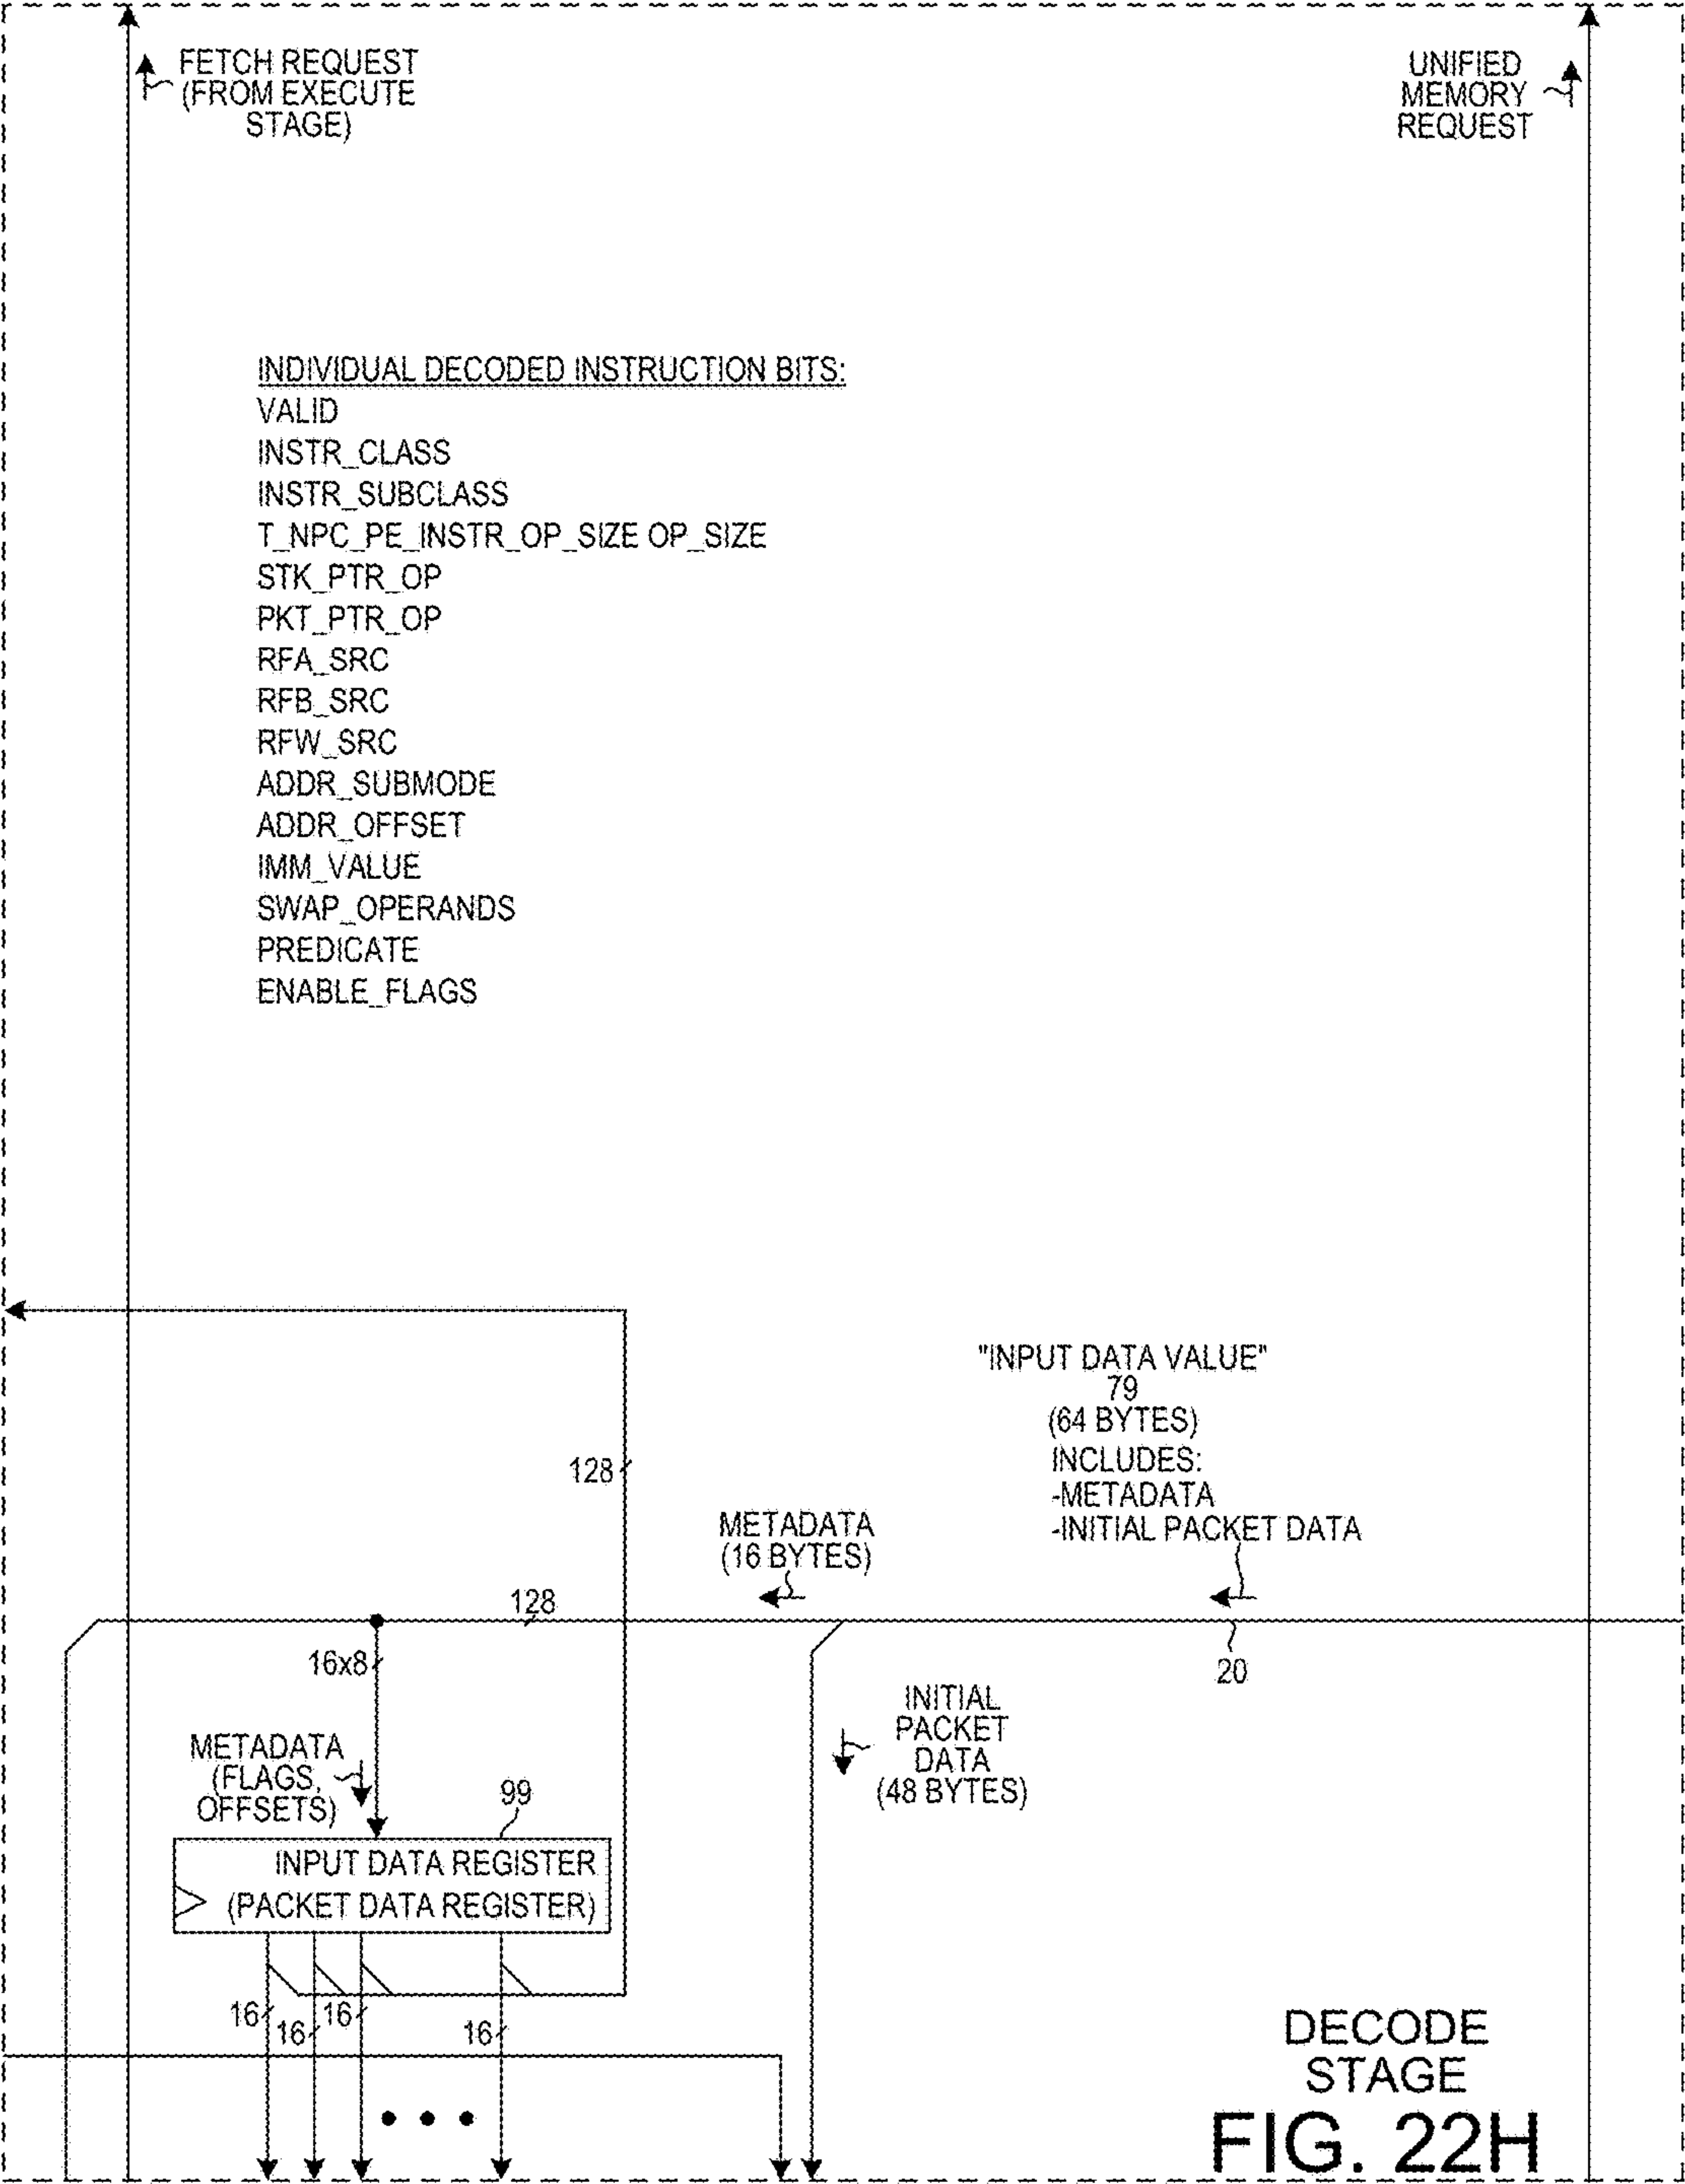 FETCH REQUEST
(FROM EXECUTE
STAGE)
UNIFIED
MEMORY
REQUEST
INDIVIDUAL DECODED INSTRUCTION BITS:
VALID
INSTR_CLASS
INSTR_SUBCLASS
T_NPC_PE_INSTR_OP_SIZE OP_SIZE
STK_PTR_OP
PKT_PTR_OP
RFA_SRC
RFB_SRC
RFW_SRC
ADDR_SUBMODE
ADDR_OFFSET
IMM_VALUE
SWAP_OPERANDS
PREDICATE
ENABLE_FLAGS
"INPUT DATA VALUE"
79
(64 BYTES)
INCLUDES:
-METADATA
-INITIAL PACKET DATA
128
METADATA
(16 BYTES)
128
16x8
20
INITIAL
PACKET
DATA
(48 BYTES)
METADATA
(FLAGS,
OFFSETS)
99
INPUT DATA REGISTER
(PACKET DATA REGISTER)
16
16
16
16
DECODE
STAGE
FIG. 22H